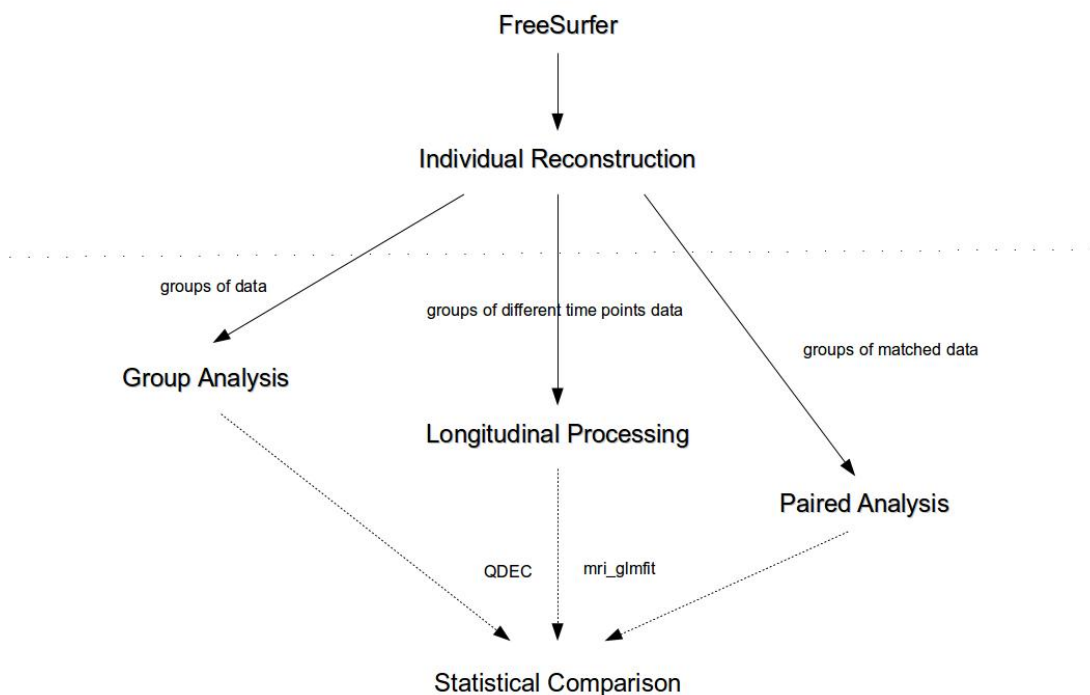 FreeSurfer
Individual Reconstruction
groups of data
groups of different time points data
groups of matched data
Group Analysis
Longitudinal Processing
Paired Analysis
QDEC
mri_glmfit
Statistical Comparison